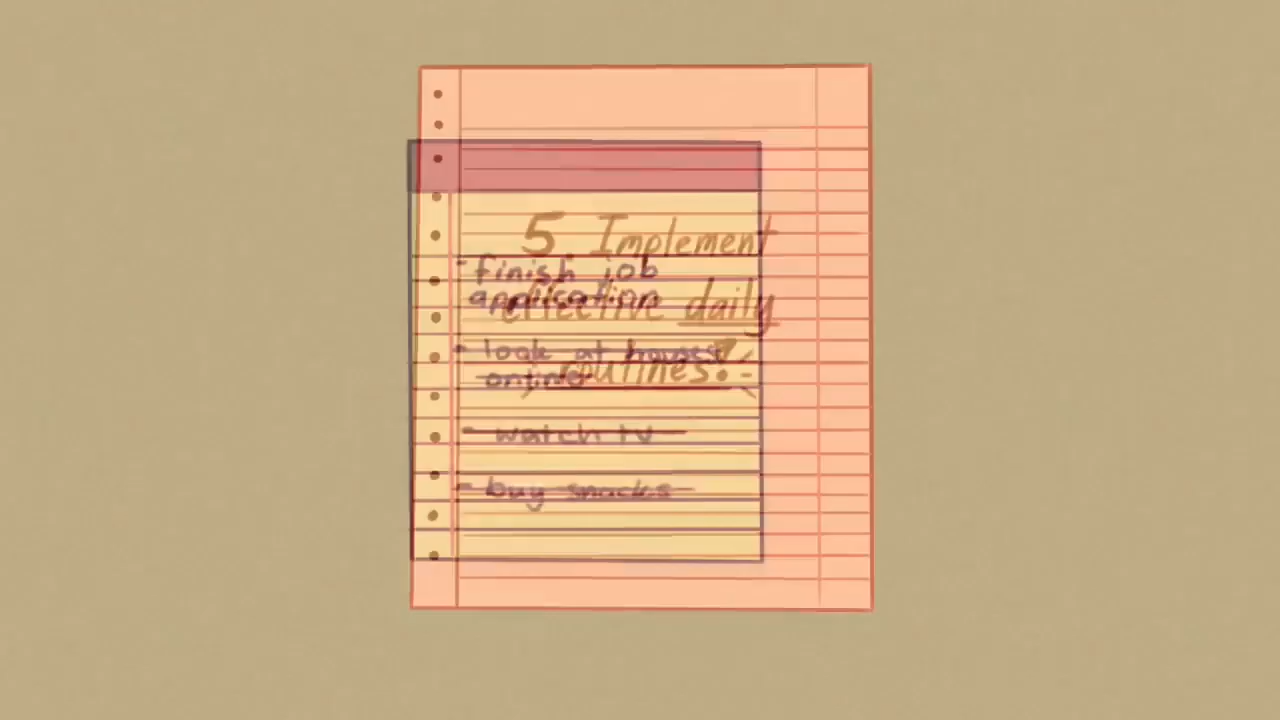 5. Implement
effective daily
routines!
- finish job
application
- look at houses
online
- watch tv
- buy snacks